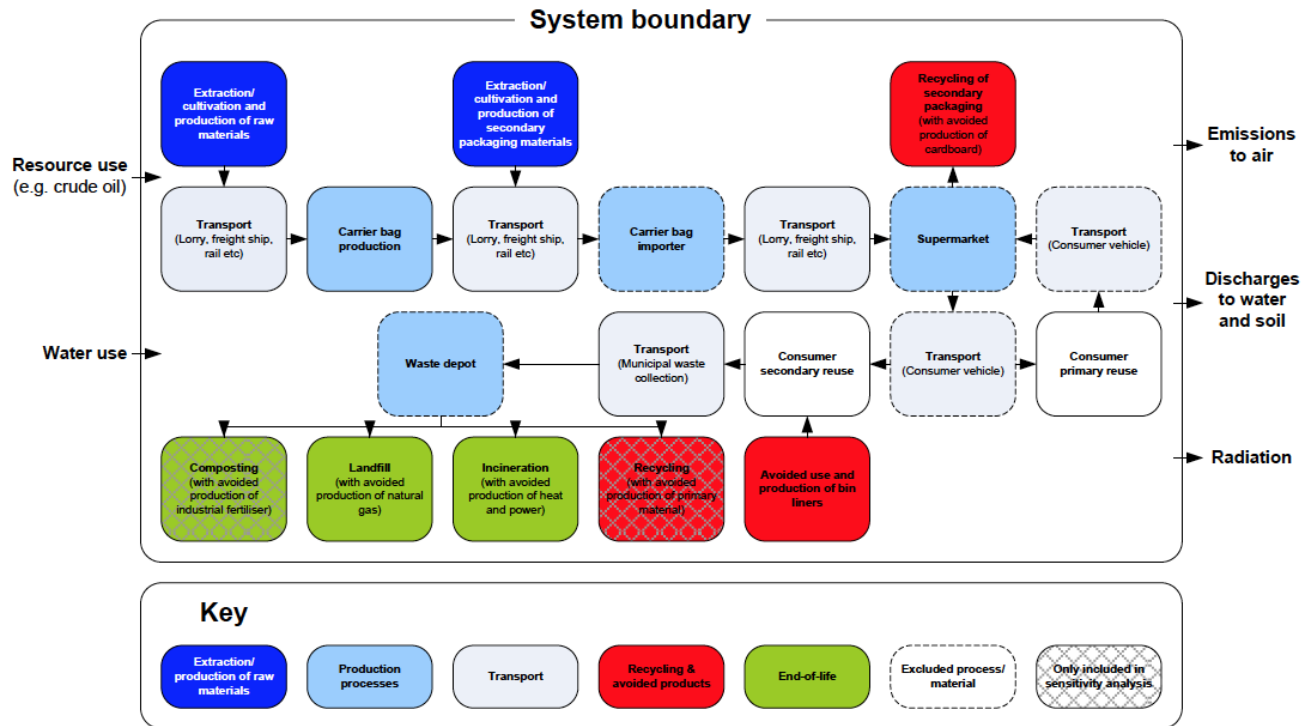 System boundary
Extraction/
cultivation and
production of raw
materials
Extraction/
cultivation and
production of
secondary
packaging materials
Recycling of
secondary
packaging
(with avoided
production of
cardboard)
Resource use
(e.g. crude oil)
Emissions
to air
Transport
(Lorry, freight ship,
rail etc)
Carrier bag
production
Transport
(Lorry, freight ship,
rail etc)
Carrier bag
importer
Transport
(Lorry, freight ship,
rail etc)
Supermarket
Transport
(Consumer vehicle)
Discharges
to water
and soil
Water use
Waste depot
Transport
(Municipal waste
collection)
Consumer
secondary reuse
Transport
(Consumer vehicle)
Consumer
primary reuse
Composting
(with avoided
production of
industrial fertiliser)
Landfill
(with avoided
production of natural
gas)
Incineration
(with avoided
production of heat
and power)
Recycling
(with avoided
production of primary
material)
Avoided use and
production of bin
liners
Radiation
Key
Extraction/
production of raw
materials
Production
processes
Transport
Recycling &
avoided products
End-of-life
Excluded process/
material
Only included in
sensitivity analysis